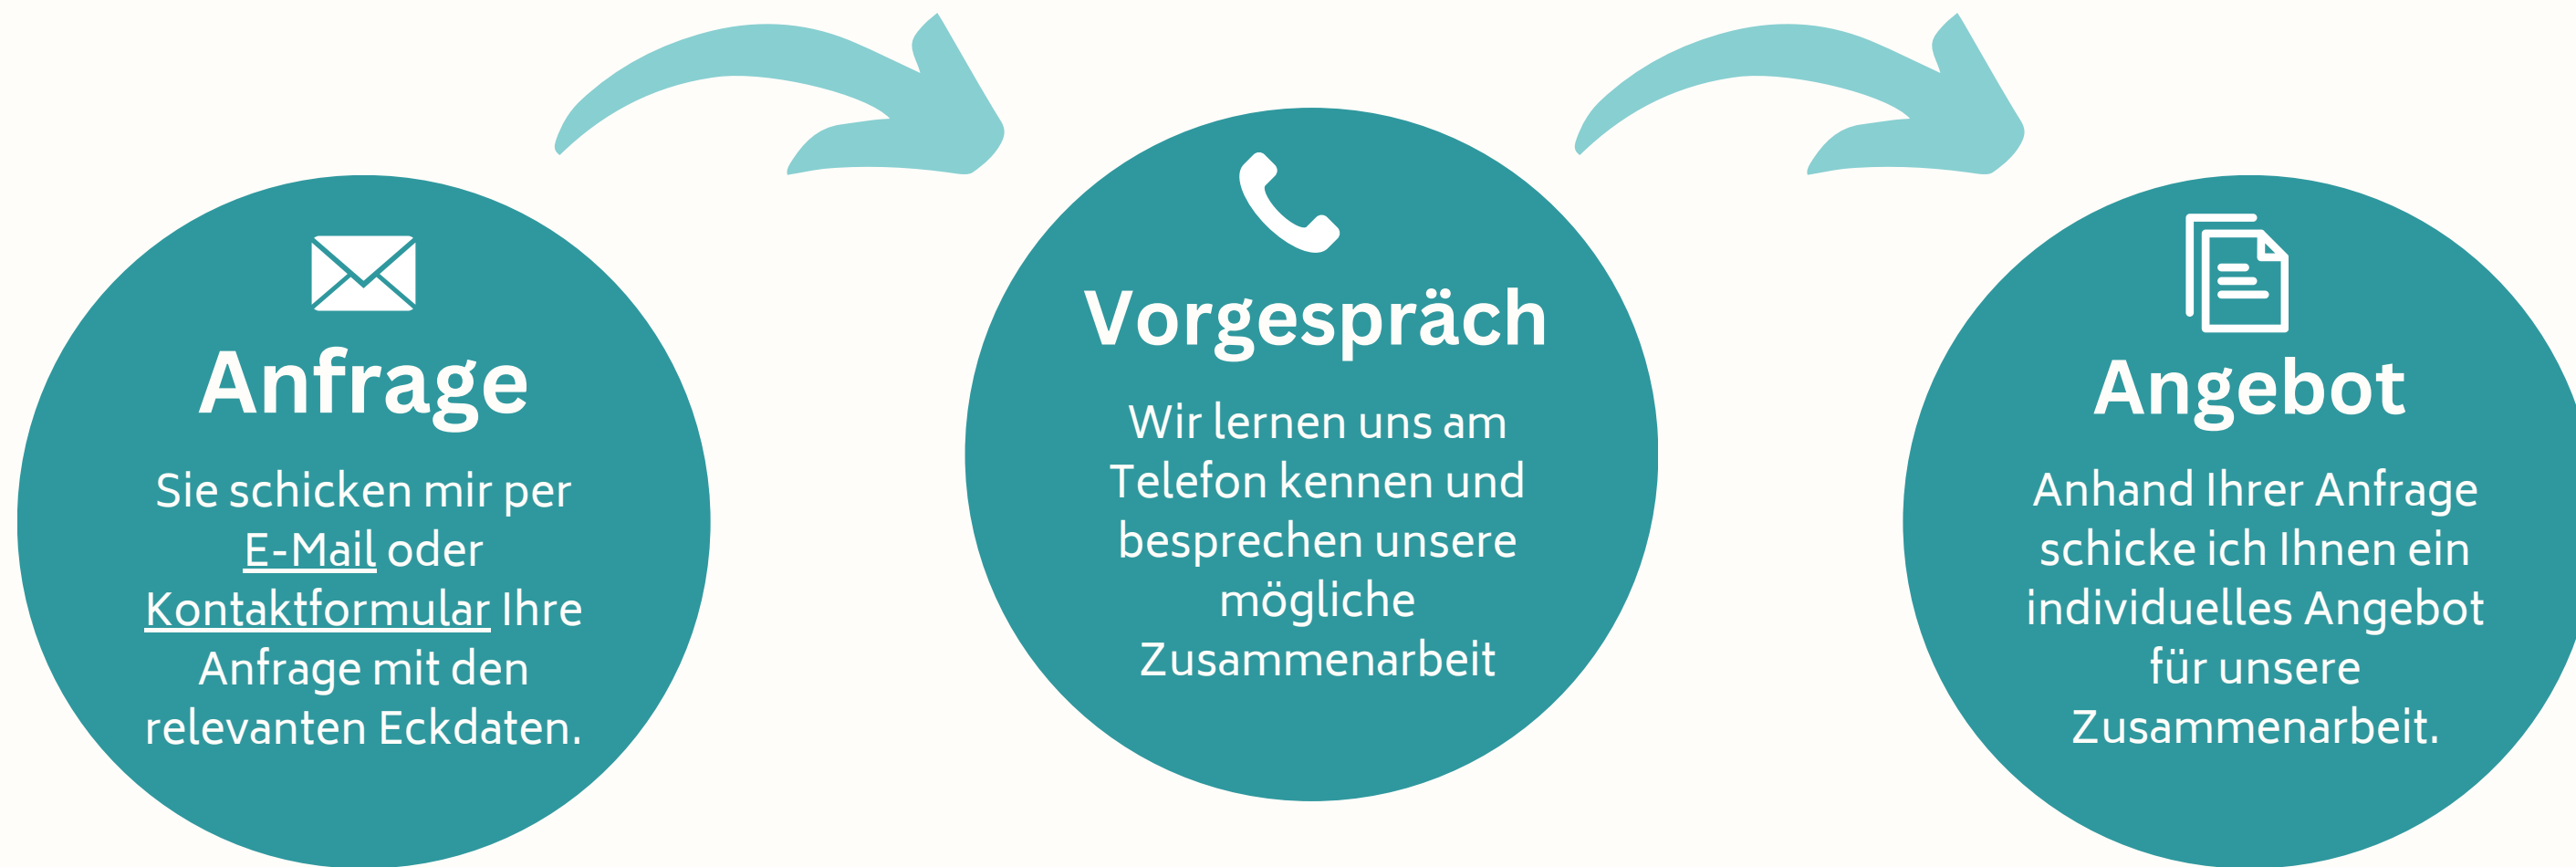 Anfrage
Sie schicken mir per
E-Mail oder
Kontaktformular Ihre
Anfrage mit den
relevanten Eckdaten.
Vorgespräch
Wir lernen uns am
Telefon kennen und
besprechen unsere
mögliche
Zusammenarbeit
Angebot
Anhand Ihrer Anfrage
schicke ich Ihnen ein
individuelles Angebot
für unsere
Zusammenarbeit.